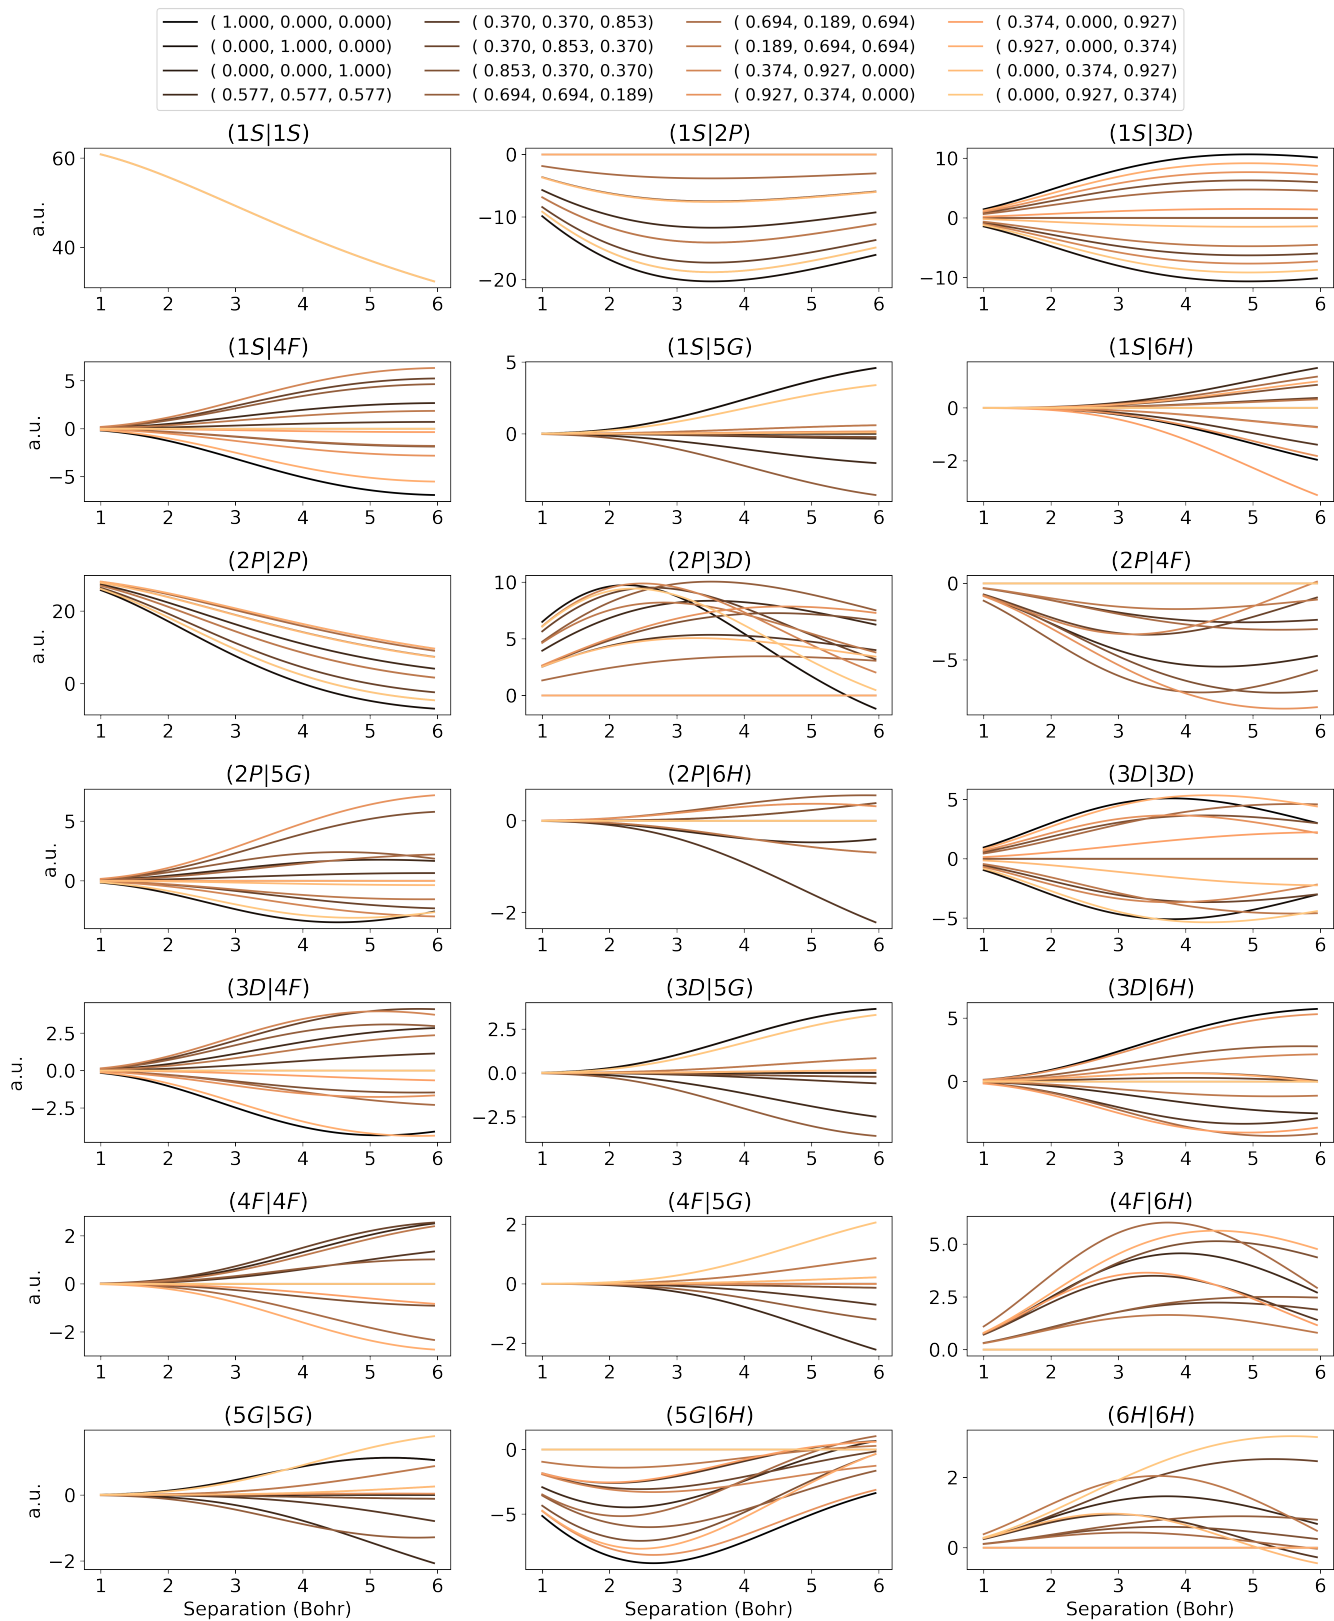 ( 1.000, 0.000, 0.000) ( 0.370, 0.370, 0.853) ( 0.694, 0.189, 0.694) ( 0.374, 0.000, 0.927)
( 0.000, 1.000, 0.000) ( 0.370, 0.853, 0.370) ( 0.189, 0.694, 0.694) ( 0.927, 0.000, 0.374)
( 0.000, 0.000, 1.000) ( 0.853, 0.370, 0.370) ( 0.374, 0.927, 0.000) ( 0.000, 0.374, 0.927)
( 0.577, 0.577, 0.577) ( 0.694, 0.694, 0.189) ( 0.927, 0.374, 0.000) ( 0.000, 0.927, 0.374)
(1S|1S)
a.u.
60
40
1 2 3 4 5 6
(1S|2P)
0
−10
−20
1 2 3 4 5 6
(1S|3D)
10
0
−10
1 2 3 4 5 6
(1S|4F)
a.u.
5
0
−5
1 2 3 4 5 6
(1S|5G)
5
0
1 2 3 4 5 6
(1S|6H)
0
−2
1 2 3 4 5 6
(2P|2P)
a.u.
20
0
1 2 3 4 5 6
(2P|3D)
10
5
0
1 2 3 4 5 6
(2P|4F)
0
−5
1 2 3 4 5 6
(2P|5G)
a.u.
5
0
1 2 3 4 5 6
(2P|6H)
0
−2
1 2 3 4 5 6
(3D|3D)
5
0
−5
1 2 3 4 5 6
(3D|4F)
a.u.
2.5
0.0
−2.5
1 2 3 4 5 6
(3D|5G)
2.5
0.0
−2.5
1 2 3 4 5 6
(3D|6H)
5
0
1 2 3 4 5 6
(4F|4F)
a.u.
2
0
−2
1 2 3 4 5 6
(4F|5G)
2
0
−2
1 2 3 4 5 6
(4F|6H)
5.0
2.5
0.0
1 2 3 4 5 6
(5G|5G)
a.u.
0
−2
1 2 3 4 5 6
Separation (Bohr)
(5G|6H)
0
−5
1 2 3 4 5 6
Separation (Bohr)
(6H|6H)
2
0
1 2 3 4 5 6
Separation (Bohr)